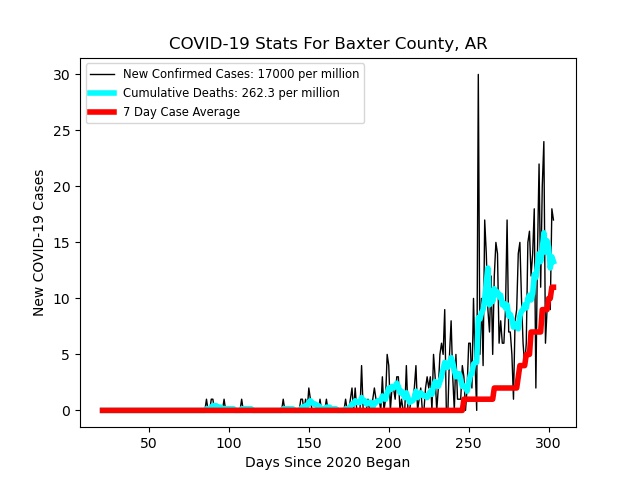 COVID-19 Stats For Baxter County, AR
New Confirmed Cases: 17000 per million
Cumulative Deaths: 262.3 per million
7 Day Case Average
New COVID-19 Cases
30
25
20
15
10
5
0
50 100 150 200 250 300
Days Since 2020 Began